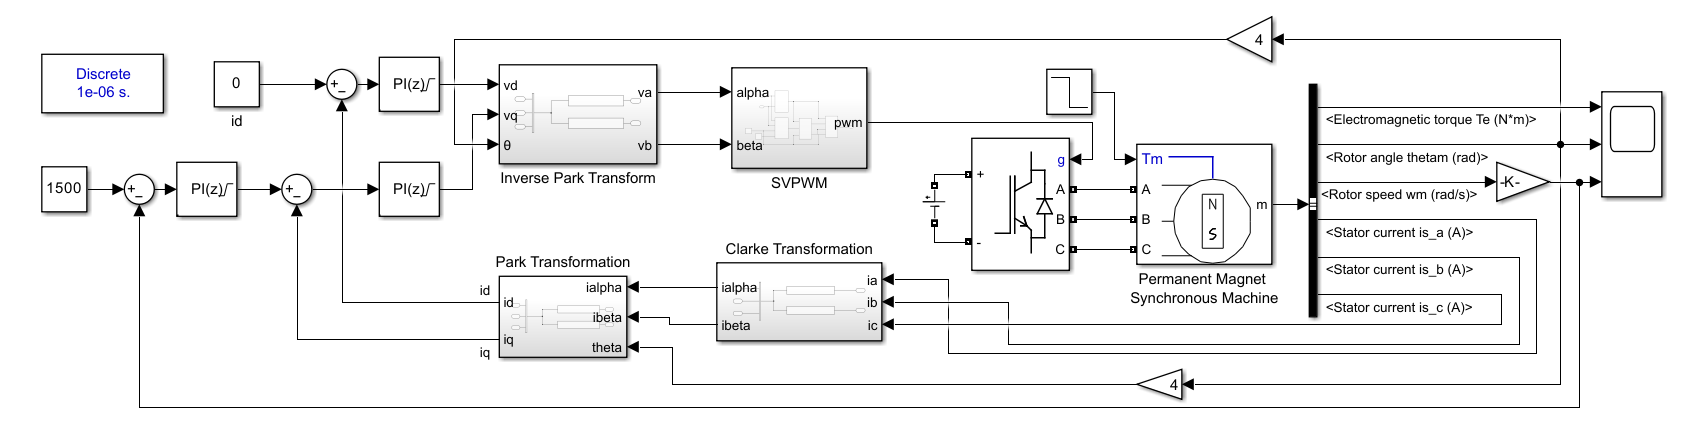 Discrete
1e-06 s.
0
id
+
−
PI(z)
4
vd
vq
θ
va
vb
Inverse Park Transform
alpha
beta
pwm
SVPWM
1500
+
−
PI(z)
+
−
PI(z)
+
-
g
A
B
C
Tm
A
B
C
N
S
m
Permanent Magnet
Synchronous Machine
<Electromagnetic torque Te (N*m)>
<Rotor angle thetam (rad)>
-K-
<Rotor speed wm (rad/s)>
<Stator current is_a (A)>
<Stator current is_b (A)>
<Stator current is_c (A)>
Park Transformation
id
iq
id
iq
ialpha
ibeta
theta
Clarke Transformation
ialpha
ibeta
ia
ib
ic
4